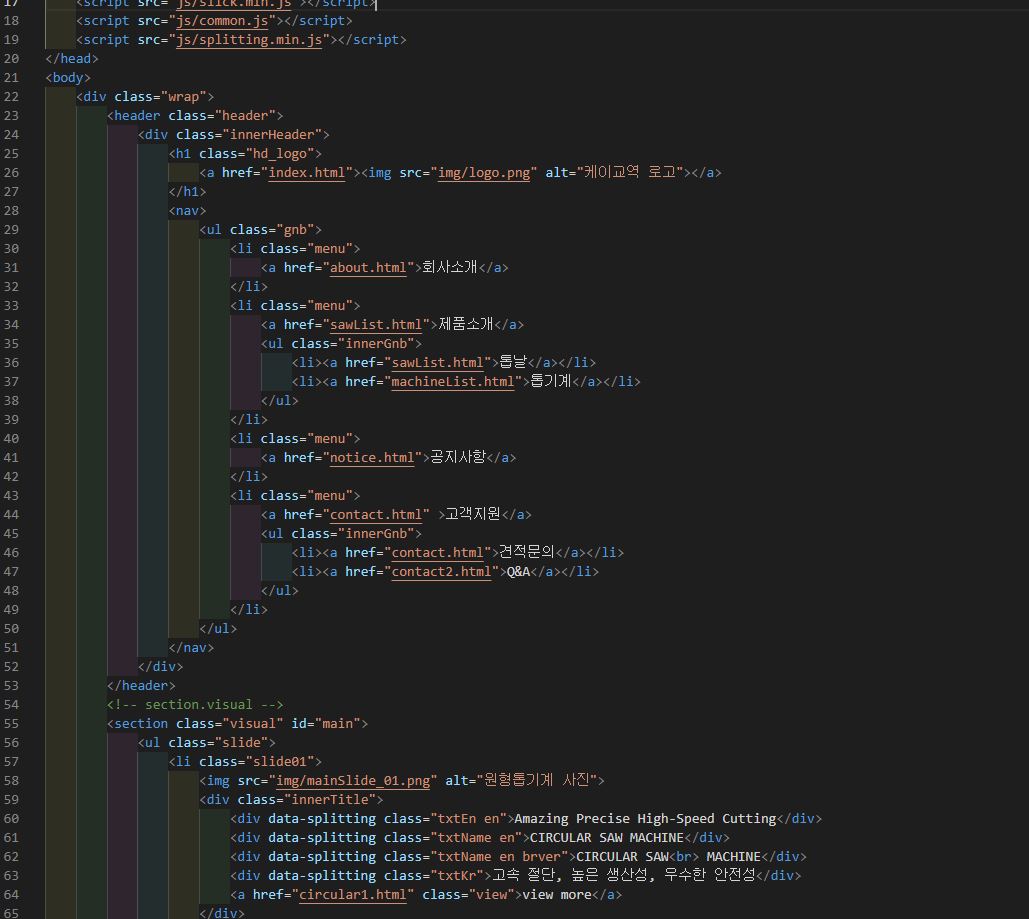 17 <script src="js/slick.min.js"></script>
18 <script src="js/common.js"></script>
19 <script src="js/splitting.min.js"></script>
20 </head>
21 <body>
22 <div class="wrap">
23 <header class="header">
24 <div class="innerHeader">
25 <h1 class="hd_logo">
26 <a href="index.html"><img src="img/logo.png" alt="케이교역 로고"></a>
27 </h1>
28 <nav>
29 <ul class="gnb">
30 <li class="menu">
31 <a href="about.html">회사소개</a>
32 </li>
33 <li class="menu">
34 <a href="sawList.html">제품소개</a>
35 <ul class="innerGnb">
36 <li><a href="sawList.html">톱날</a></li>
37 <li><a href="machineList.html">톱기계</a></li>
38 </ul>
39 </li>
40 <li class="menu">
41 <a href="notice.html">공지사항</a>
42 </li>
43 <li class="menu">
44 <a href="contact.html" >고객지원</a>
45 <ul class="innerGnb">
46 <li><a href="contact.html">견적문의</a></li>
47 <li><a href="contact2.html">Q&A</a></li>
48 </ul>
49 </li>
50 </ul>
51 </nav>
52 </div>
53 </header>
54 <!-- section.visual -->
55 <section class="visual" id="main">
56 <ul class="slide">
57 <li class="slide01">
58 <img src="img/mainSlide_01.png" alt="원형톱기계 사진">
59 <div class="innerTitle">
60 <div data-splitting class="txtEn en">Amazing Precise High-Speed Cutting</div>
61 <div data-splitting class="txtName en">CIRCULAR SAW MACHINE</div>
62 <div data-splitting class="txtName en brver">CIRCULAR SAW<br> MACHINE</div>
63 <div data-splitting class="txtKr">고속 절단, 높은 생산성, 우수한 안전성</div>
64 <a href="circular1.html" class="view">view more</a>
65 </div>